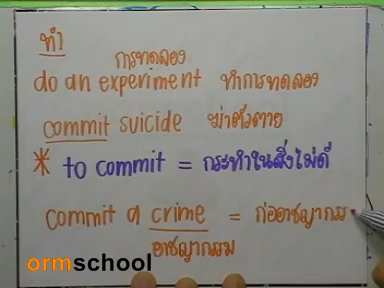 ทำ
การทดลอง
do an experiment ทำการทดลอง
commit suicide ฆ่าตัวตาย
* to commit = กระทำในสิ่งไม่ดี
commit a crime = ก่ออาชญากรร
อาชญากรรม
ormschool